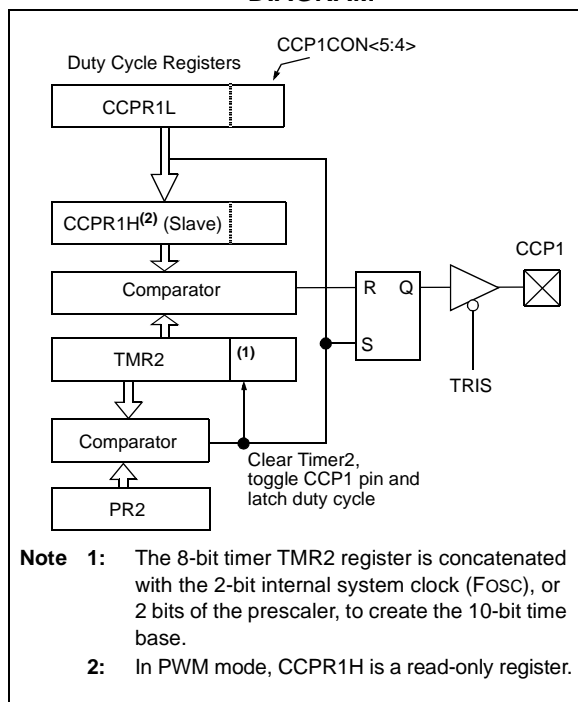 CCP1CON<5:4>
Duty Cycle Registers
CCPR1L
CCPR1H(2) (Slave)
CCP1
Comparator
R Q
TMR2
(1)
S
TRIS
Comparator
Clear Timer2,
toggle CCP1 pin and
latch duty cycle
PR2
Note 1: The 8-bit timer TMR2 register is concatenated
with the 2-bit internal system clock (FOSC), or
2 bits of the prescaler, to create the 10-bit time
base.
2: In PWM mode, CCPR1H is a read-only register.